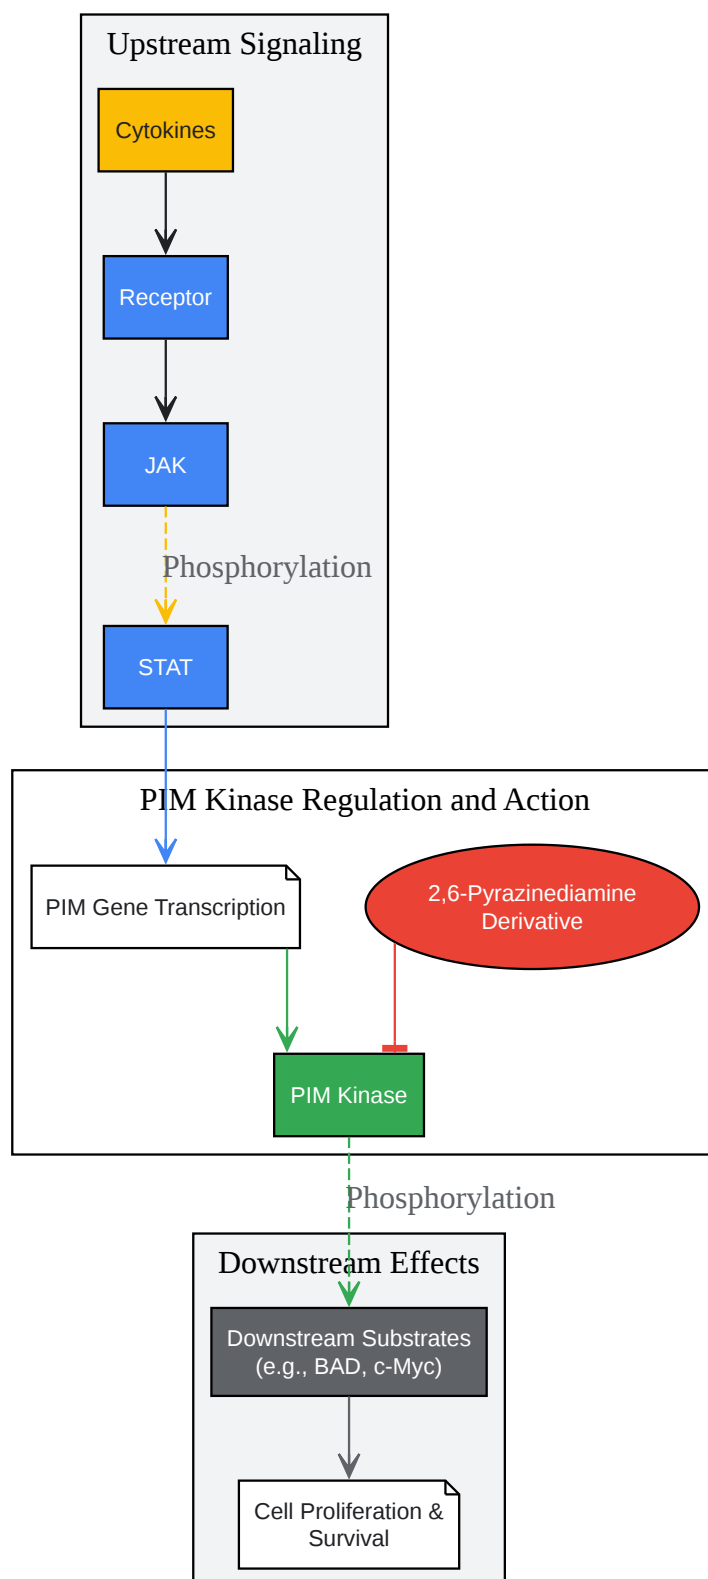 Upstream Signaling
Cytokines
Receptor
JAK
Phosphorylation
STAT
PIM Kinase Regulation and Action
PIM Gene Transcription
2,6-Pyrazinediamine
Derivative
PIM Kinase
Phosphorylation
Downstream Effects
Downstream Substrates
(e.g., BAD, c-Myc)
Cell Proliferation &
Survival